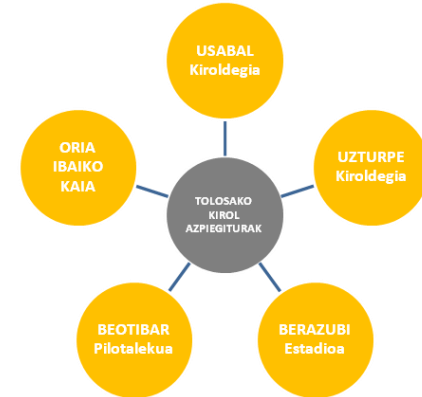 USABAL
Kiroldegia
ORIA
IBAIKO
KAIA
UZTURPE
Kiroldegia
TOLOSAKO
KIROL
AZPIEGITURAK
BEOTIBAR
Pilotalekua
BERAZUBI
Estadioa